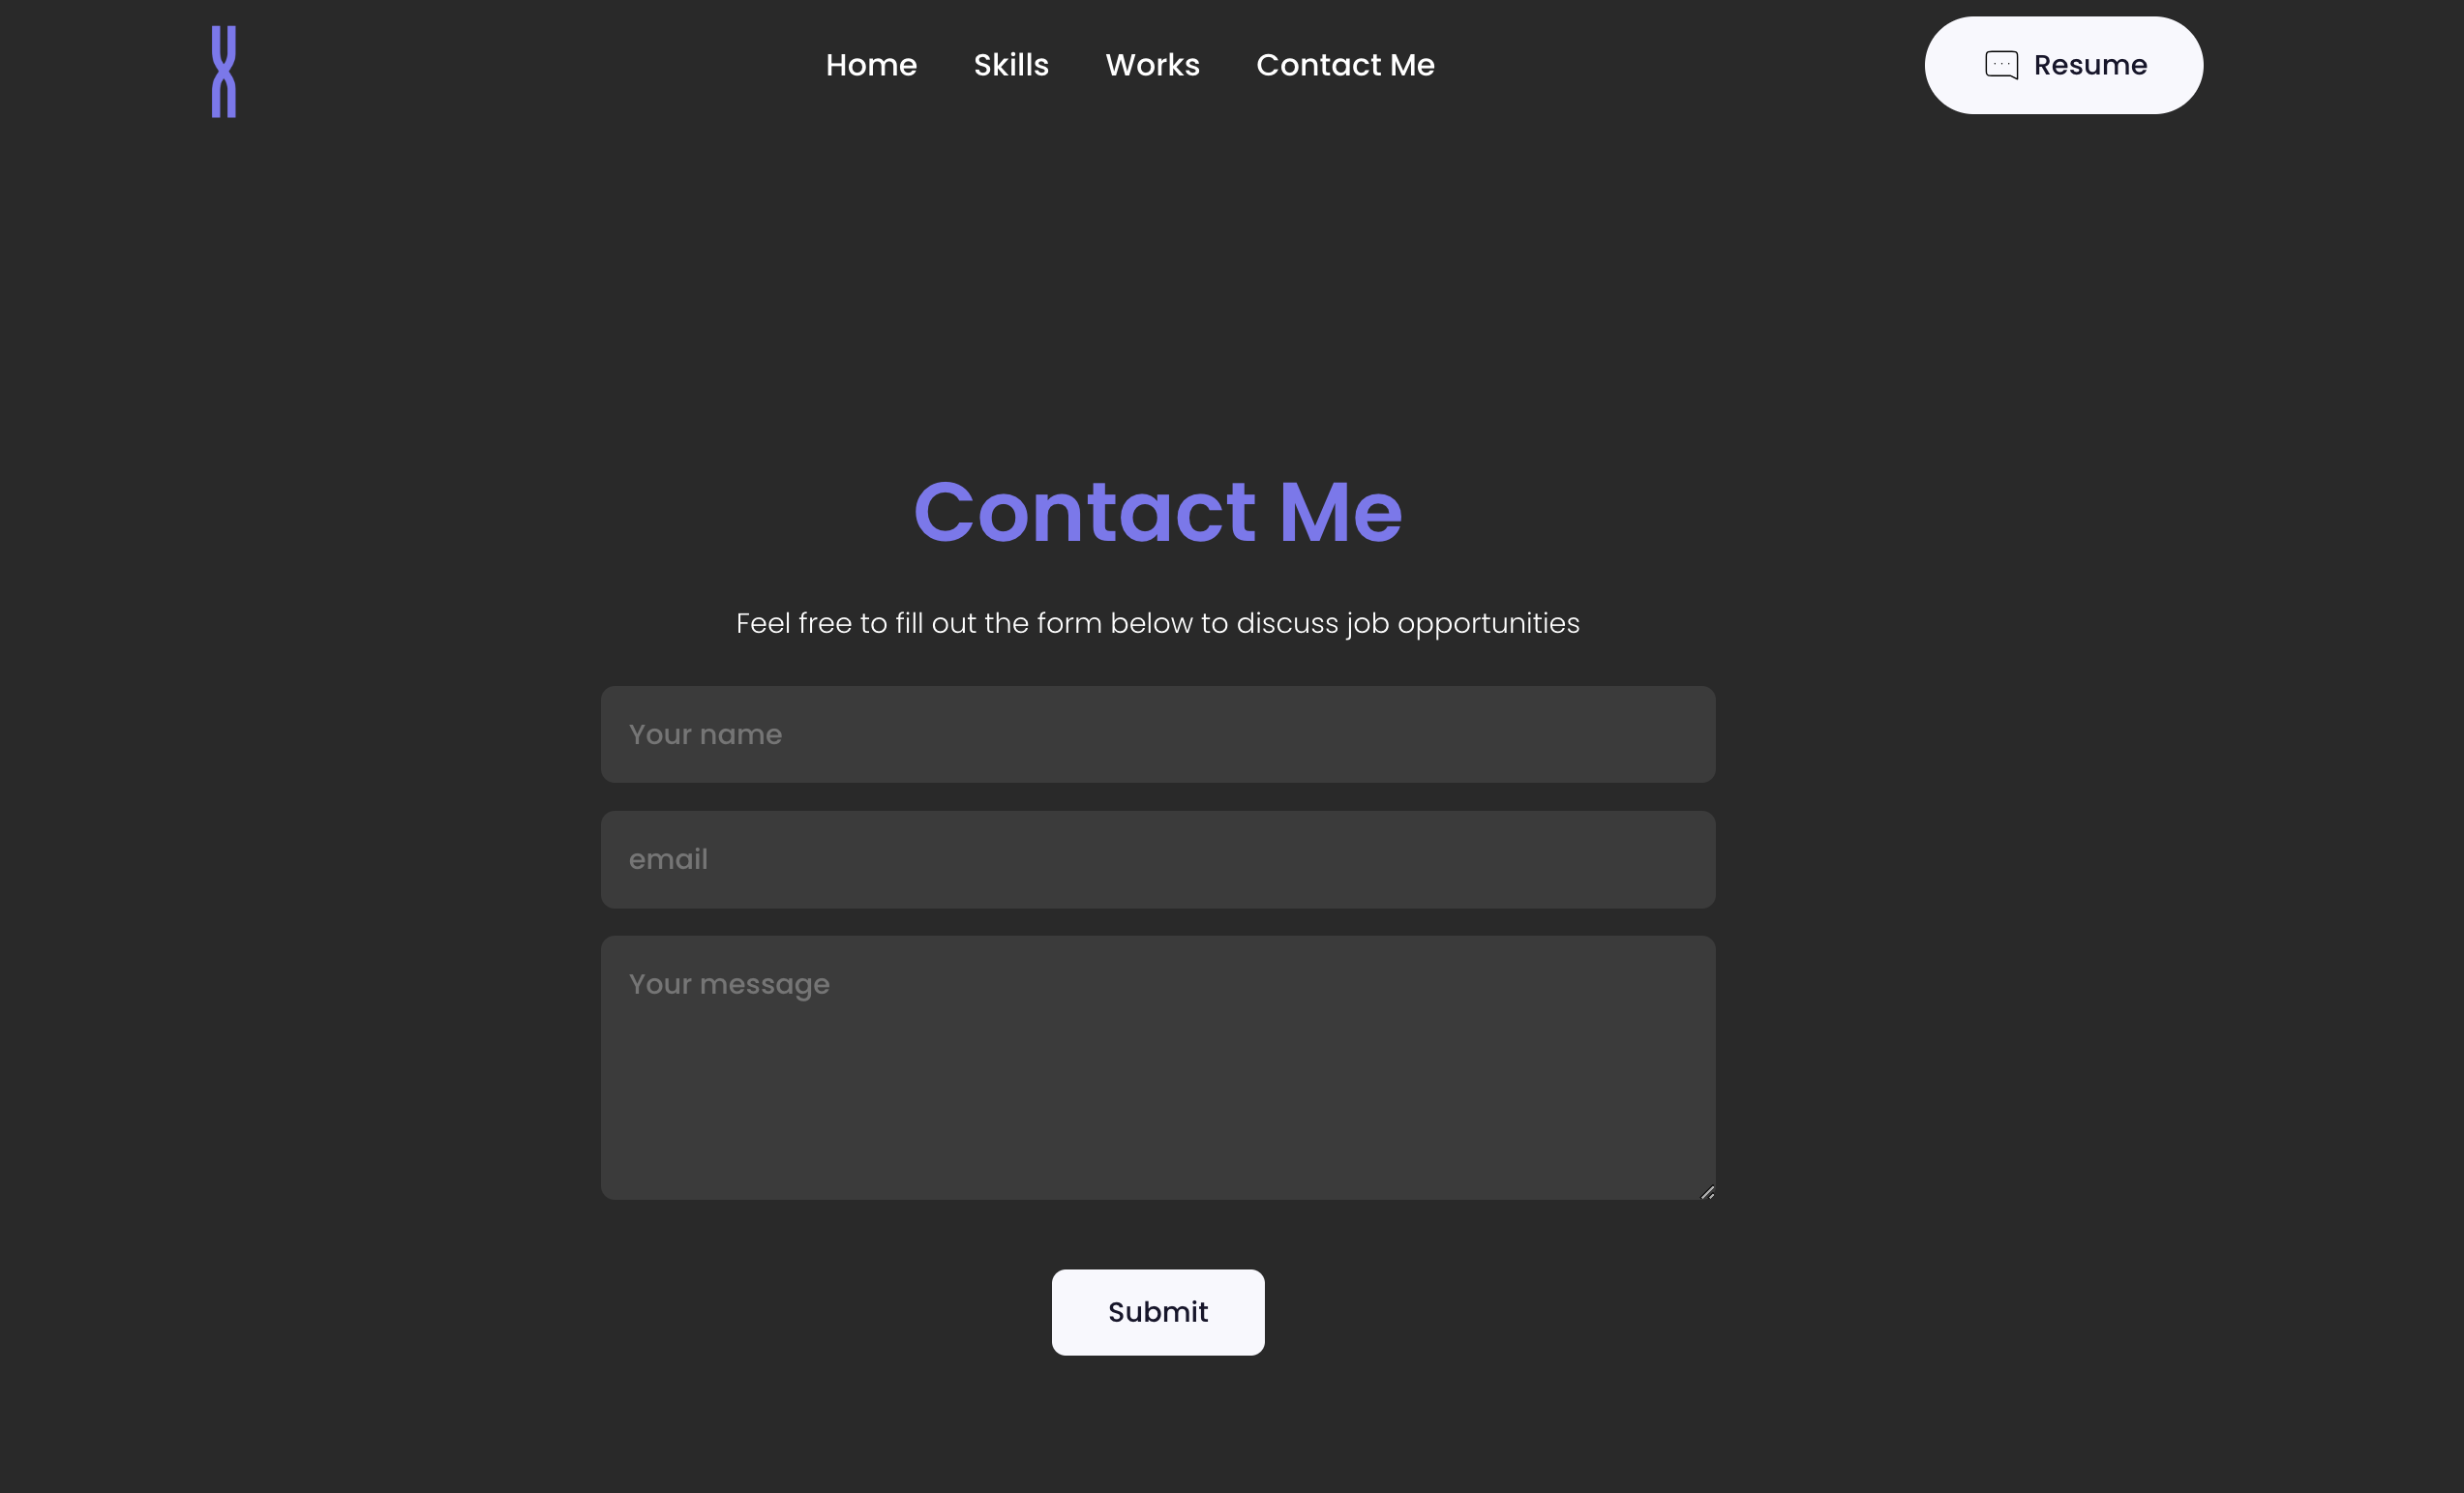 Home Skills Works Contact Me Resume
Contact Me
Feel free to fill out the form below to discuss job opportunities
Your name
email
Your message
Submit